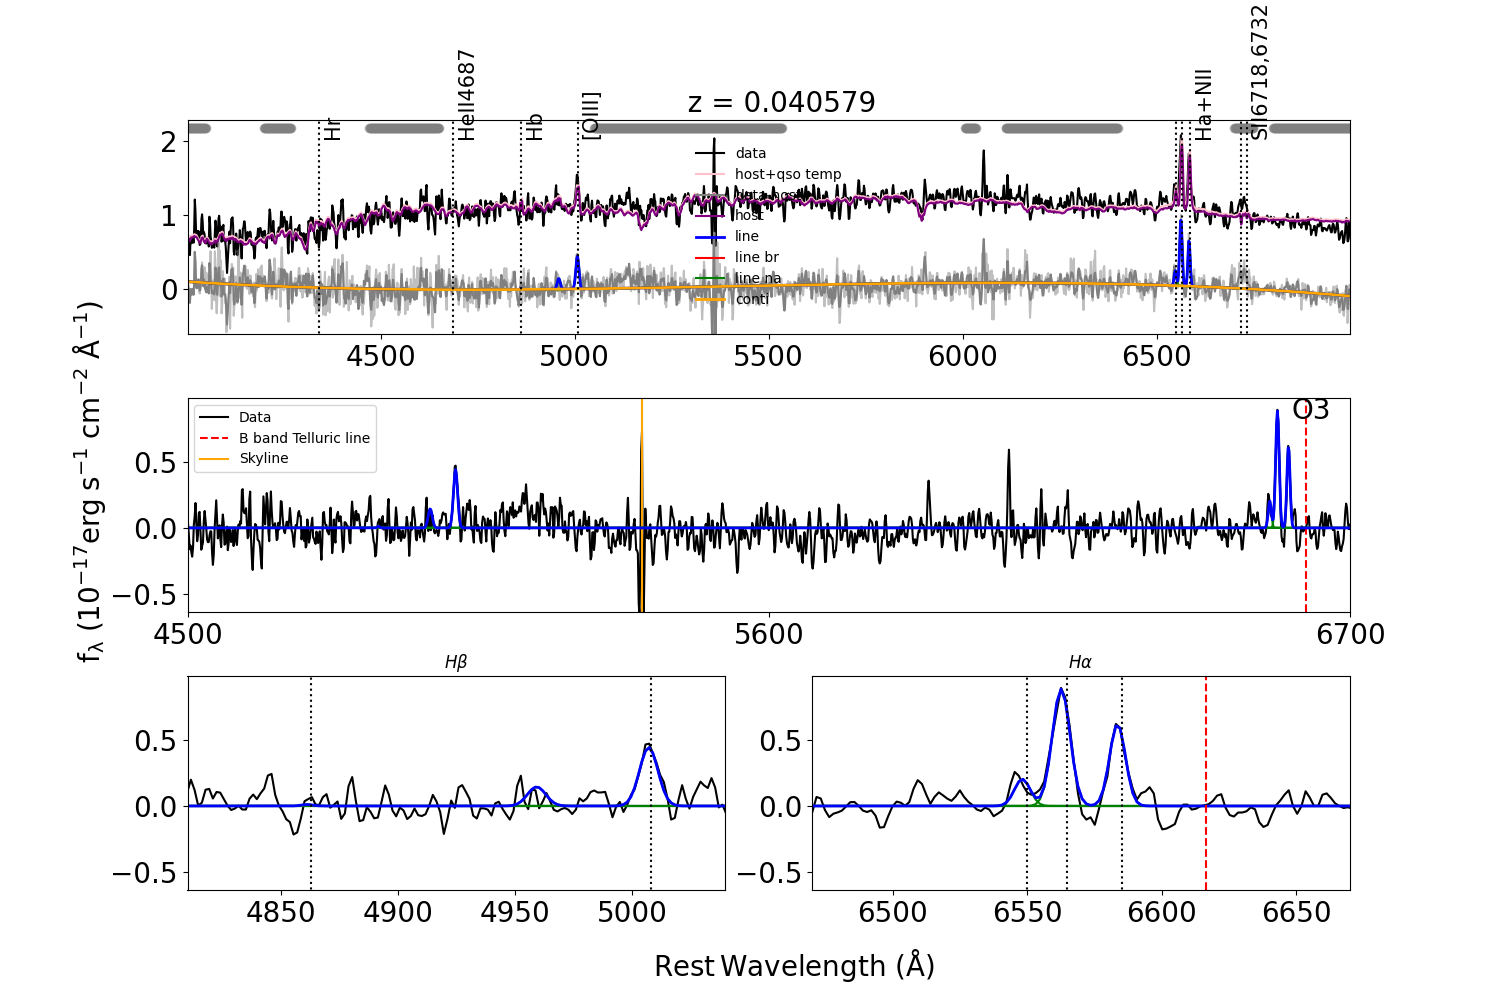 z = 0.040579
Hr
HeII4687
Hb
[OIII]
Ha+NII
SII6718,6732
data
host+qso temp
data-host
host
line
line br
line na
conti
2
1
0
4500 5000 5500 6000 6500
Data
B band Telluric line
Skyline
O3
0.5
0.0
−0.5
4500 5600 6700
fλ (10⁻¹⁷erg s⁻¹ cm⁻² Å⁻¹)
Hβ
0.5
0.0
−0.5
4850 4900 4950 5000
Hα
0.5
0.0
−0.5
6500 6550 6600 6650
Rest Wavelength (Å)